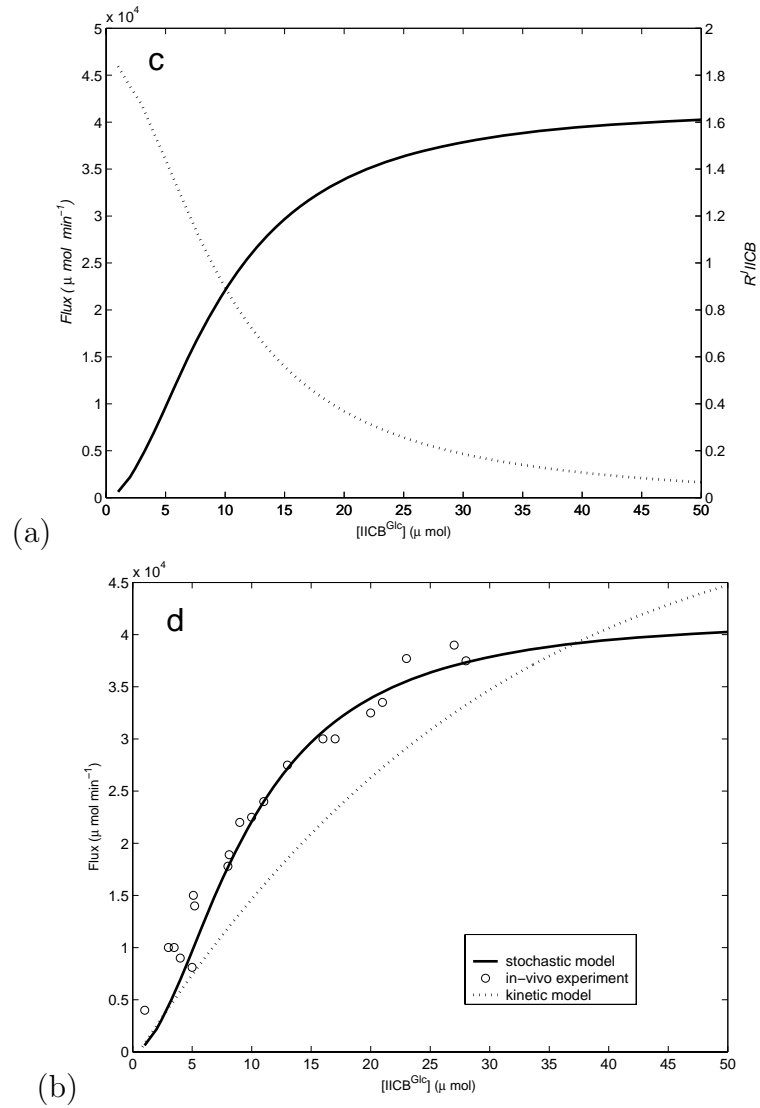 x 10⁴
c
5
4.5
4
3.5
3
2.5
2
1.5
1
0.5
0
Flux ( μ mol min⁻¹)
2
1.8
1.6
1.4
1.2
1
0.8
0.6
0.4
0.2
0
R^J IICB
0 5 10 15 20 25 30 35 40 45 50
[IICB^Glc] (μ mol)
(a)
x 10⁴
d
4.5
4
3.5
3
2.5
2
1.5
1
0.5
0
Flux (μ mol min⁻¹)
stochastic model
in−vivo experiment
kinetic model
0 5 10 15 20 25 30 35 40 45 50
[IICB^Glc] (μ mol)
(b)